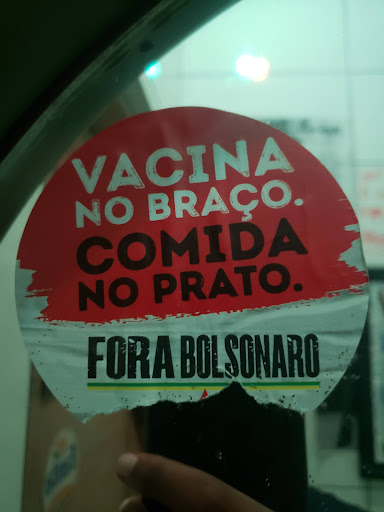 VACINA
NO BRAÇO.
COMIDA
NO PRATO.
FORA BOLSONARO